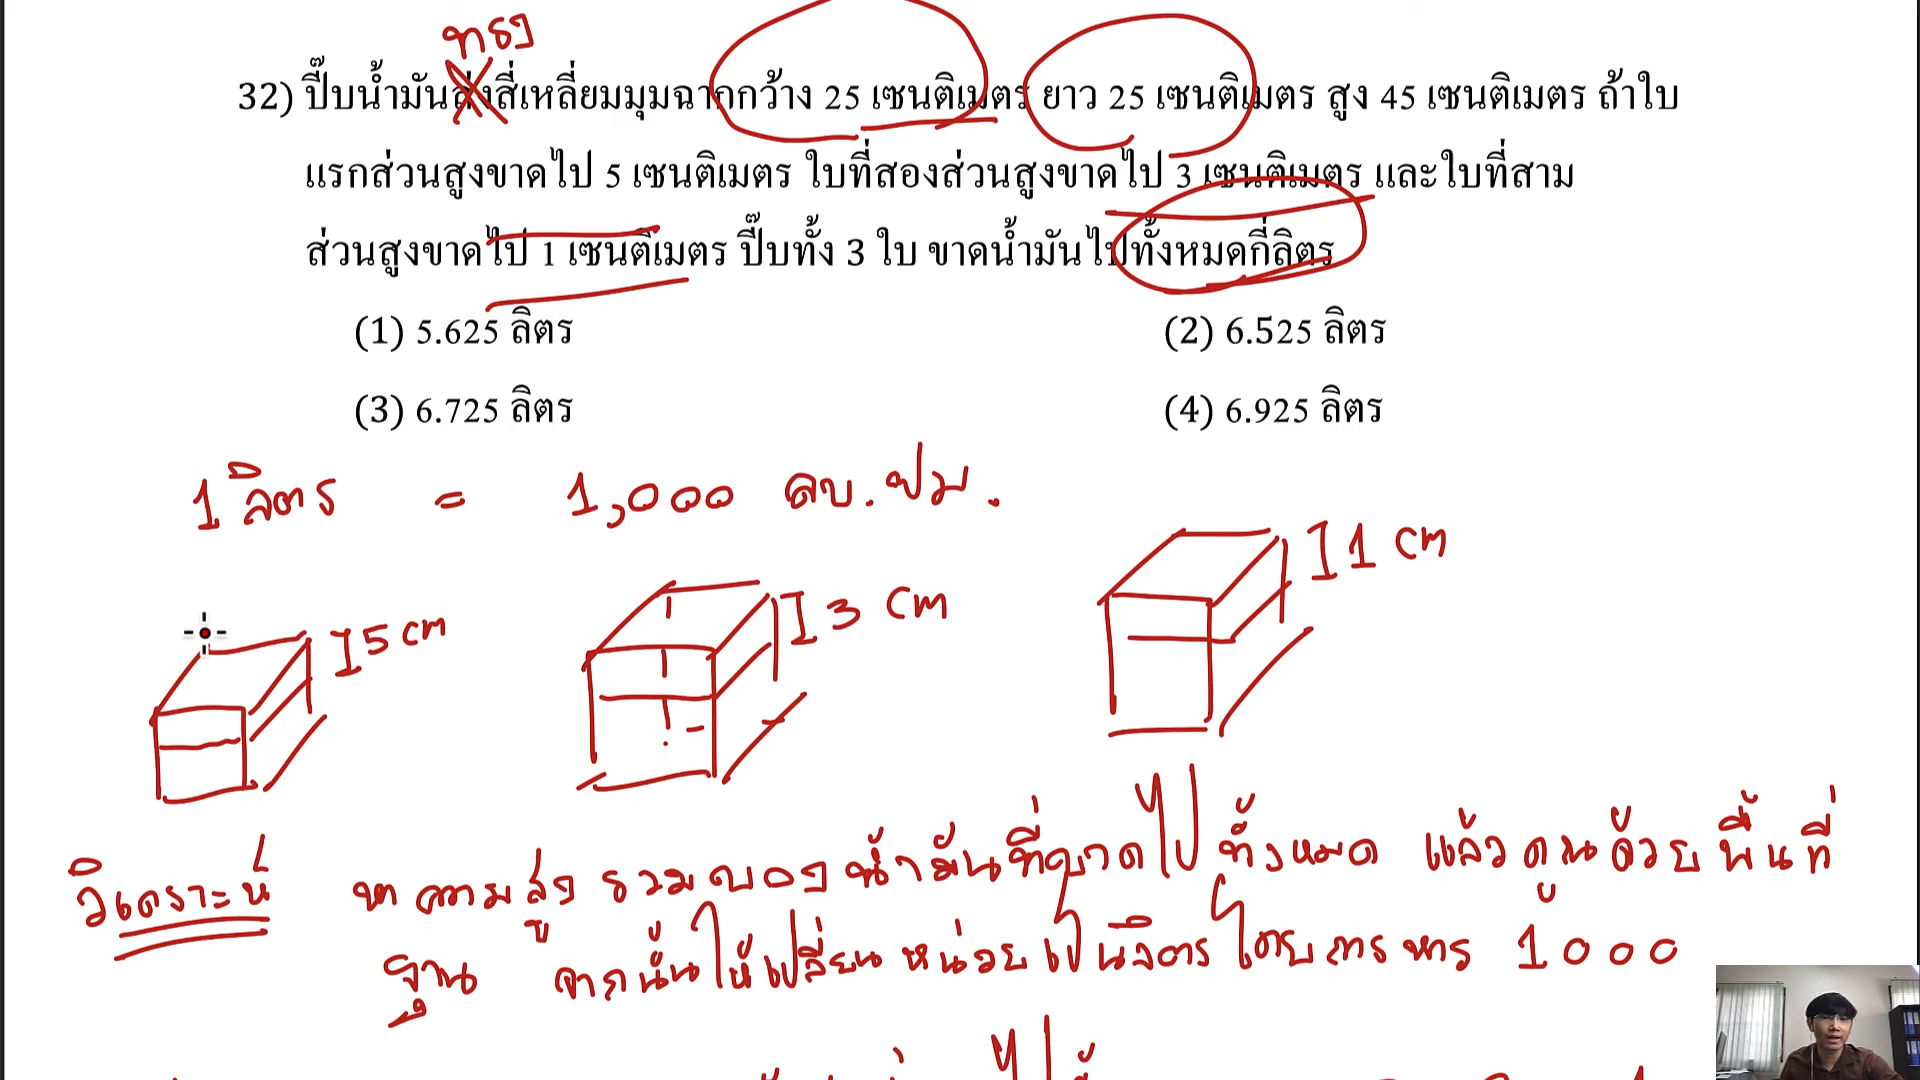 ทรง
32) ปี๊บน้ำมันส่งสี่เหลี่ยมมุมฉากกว้าง 25 เซนติเมตร ยาว 25 เซนติเมตร สูง 45 เซนติเมตร ถ้าใบ
แรกส่วนสูงขาดไป 5 เซนติเมตร ใบที่สองส่วนสูงขาดไป 3 เซนติเมตร และใบที่สาม
ส่วนสูงขาดไป 1 เซนติเมตร ปี๊บทั้ง 3 ใบ ขาดน้ำมันไปทั้งหมดกี่ลิตร
(1) 5.625 ลิตร (2) 6.525 ลิตร
(3) 6.725 ลิตร (4) 6.925 ลิตร
1 ลิตร = 1,000 ลบ.ซม.
5 cm 3 cm 1 cm
วิเคราะห์ หาความสูงรวมของน้ำมันที่ขาดไปทั้งหมด แล้วคูณด้วยพื้นที่
ฐาน จากนั้นให้เปลี่ยนหน่วยเป็นลิตรโดยการหาร 1000